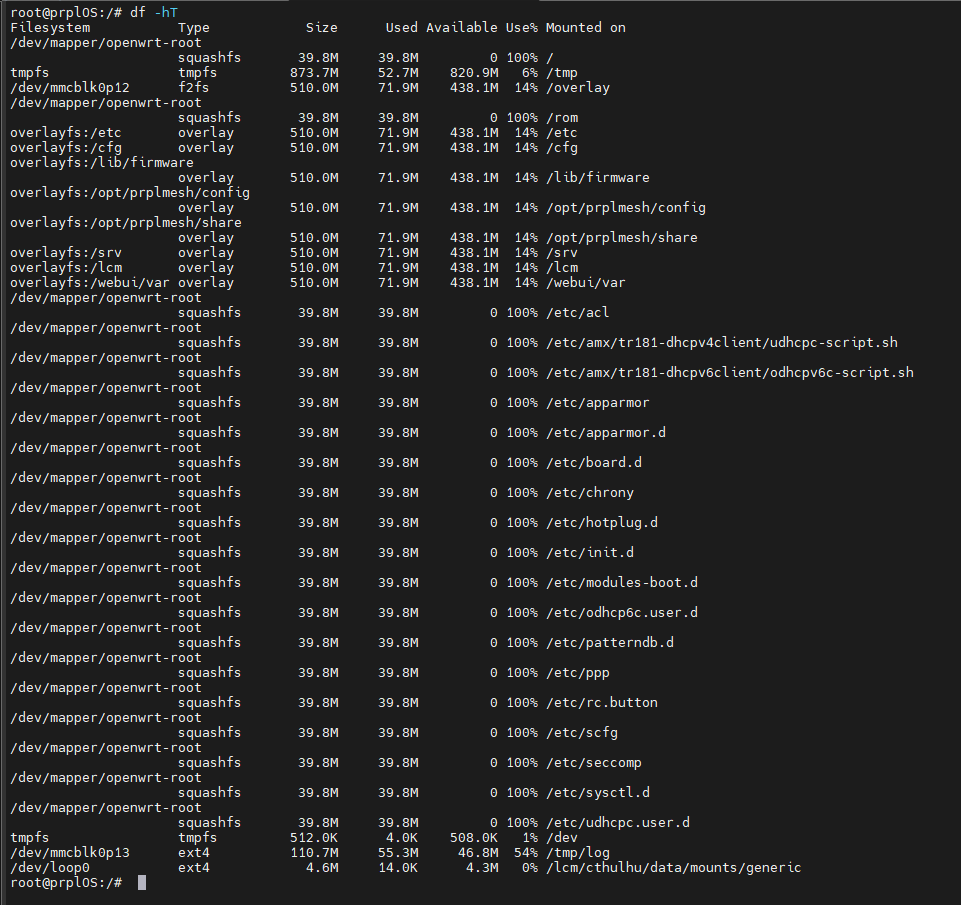 root@prplOS:/# df -hT
Filesystem           Type            Size      Used Available Use% Mounted on
/dev/mapper/openwrt-root
                     squashfs       39.8M     39.8M         0 100% /
tmpfs                tmpfs         873.7M     52.7M    820.9M   6% /tmp
/dev/mmcblk0p12      f2fs          510.0M     71.9M    438.1M  14% /overlay
/dev/mapper/openwrt-root
                     squashfs       39.8M     39.8M         0 100% /rom
overlayfs:/etc       overlay       510.0M     71.9M    438.1M  14% /etc
overlayfs:/cfg       overlay       510.0M     71.9M    438.1M  14% /cfg
overlayfs:/lib/firmware
                     overlay       510.0M     71.9M    438.1M  14% /lib/firmware
overlayfs:/opt/prplmesh/config
                     overlay       510.0M     71.9M    438.1M  14% /opt/prplmesh/config
overlayfs:/opt/prplmesh/share
                     overlay       510.0M     71.9M    438.1M  14% /opt/prplmesh/share
overlayfs:/srv       overlay       510.0M     71.9M    438.1M  14% /srv
overlayfs:/lcm       overlay       510.0M     71.9M    438.1M  14% /lcm
overlayfs:/webui/var overlay       510.0M     71.9M    438.1M  14% /webui/var
/dev/mapper/openwrt-root
                     squashfs       39.8M     39.8M         0 100% /etc/acl
/dev/mapper/openwrt-root
                     squashfs       39.8M     39.8M         0 100% /etc/amx/tr181-dhcpv4client/udhcpc-script.sh
/dev/mapper/openwrt-root
                     squashfs       39.8M     39.8M         0 100% /etc/amx/tr181-dhcpv6client/odhcpv6c-script.sh
/dev/mapper/openwrt-root
                     squashfs       39.8M     39.8M         0 100% /etc/apparmor
/dev/mapper/openwrt-root
                     squashfs       39.8M     39.8M         0 100% /etc/apparmor.d
/dev/mapper/openwrt-root
                     squashfs       39.8M     39.8M         0 100% /etc/board.d
/dev/mapper/openwrt-root
                     squashfs       39.8M     39.8M         0 100% /etc/chrony
/dev/mapper/openwrt-root
                     squashfs       39.8M     39.8M         0 100% /etc/hotplug.d
/dev/mapper/openwrt-root
                     squashfs       39.8M     39.8M         0 100% /etc/init.d
/dev/mapper/openwrt-root
                     squashfs       39.8M     39.8M         0 100% /etc/modules-boot.d
/dev/mapper/openwrt-root
                     squashfs       39.8M     39.8M         0 100% /etc/odhcp6c.user.d
/dev/mapper/openwrt-root
                     squashfs       39.8M     39.8M         0 100% /etc/patterndb.d
/dev/mapper/openwrt-root
                     squashfs       39.8M     39.8M         0 100% /etc/ppp
/dev/mapper/openwrt-root
                     squashfs       39.8M     39.8M         0 100% /etc/rc.button
/dev/mapper/openwrt-root
                     squashfs       39.8M     39.8M         0 100% /etc/scfg
/dev/mapper/openwrt-root
                     squashfs       39.8M     39.8M         0 100% /etc/seccomp
/dev/mapper/openwrt-root
                     squashfs       39.8M     39.8M         0 100% /etc/sysctl.d
/dev/mapper/openwrt-root
                     squashfs       39.8M     39.8M         0 100% /etc/udhcpc.user.d
tmpfs                tmpfs         512.0K      4.0K    508.0K   1% /dev
/dev/mmcblk0p13      ext4          110.7M     55.3M     46.8M  54% /tmp/log
/dev/loop0           ext4            4.6M     14.0K      4.3M   0% /lcm/cthulhu/data/mounts/generic
root@prplOS:/#